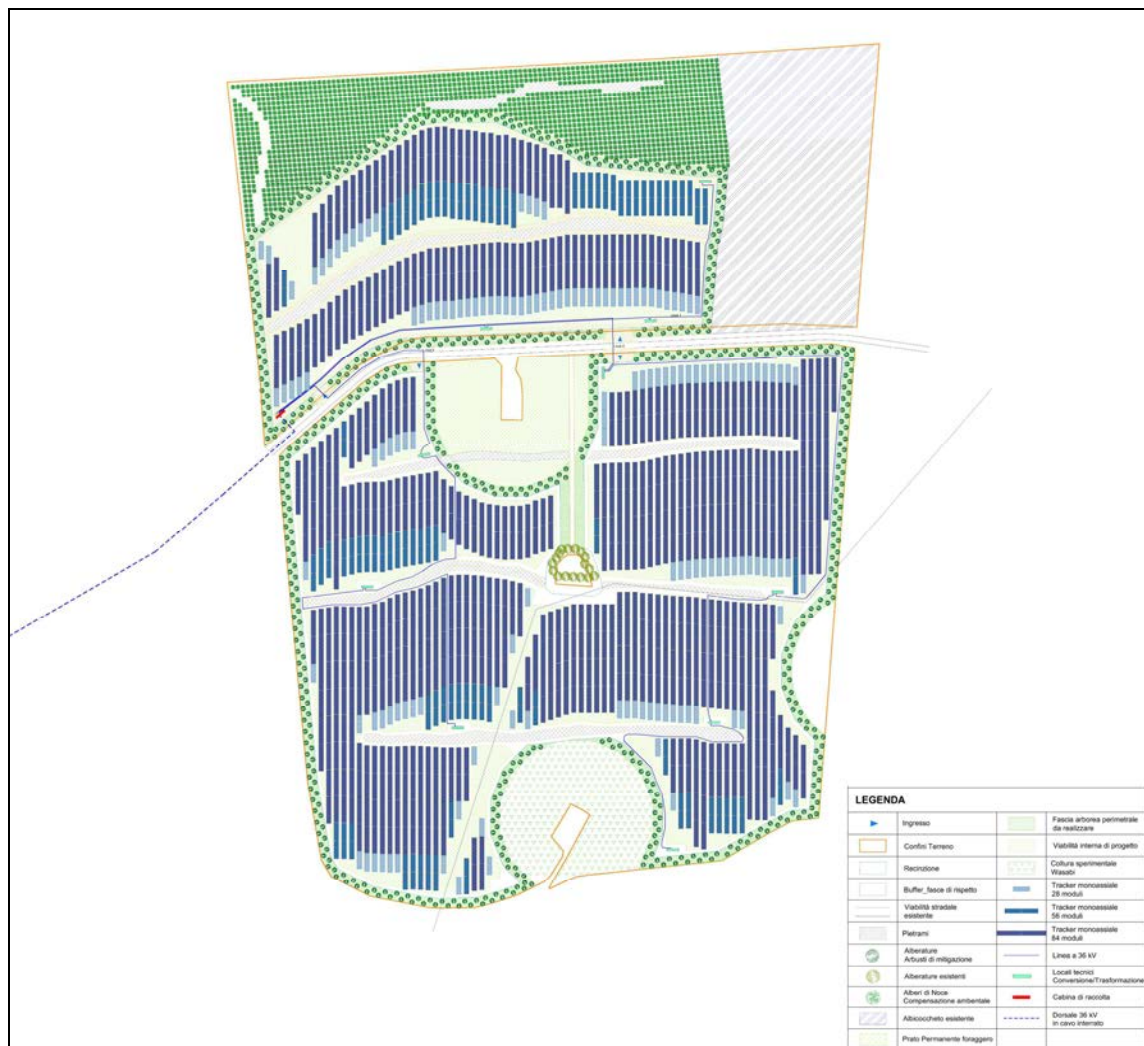 LEGENDA
Ingresso
Confini Terreno
Recinzione
Buffer_fasce di rispetto
Viabilità stradale
esistente
Pietrami
Alberature
Arbusti di mitigazione
Alberature esistenti
Alberi di Noce
Compensazione ambientale
Albicoccheto esistente
Prato Permanente foraggero
Fascia arborea perimetrale
da realizzare
Viabilità interna di progetto
Coltura sperimentale
Wasabi
Tracker monoassiale
28 moduli
Tracker monoassiale
56 moduli
Tracker monoassiale
84 moduli
Linea a 36 kV
Locali tecnici
Conversione/Trasformazione
Cabina di raccolta
Dorsale 36 kV
in cavo interrato